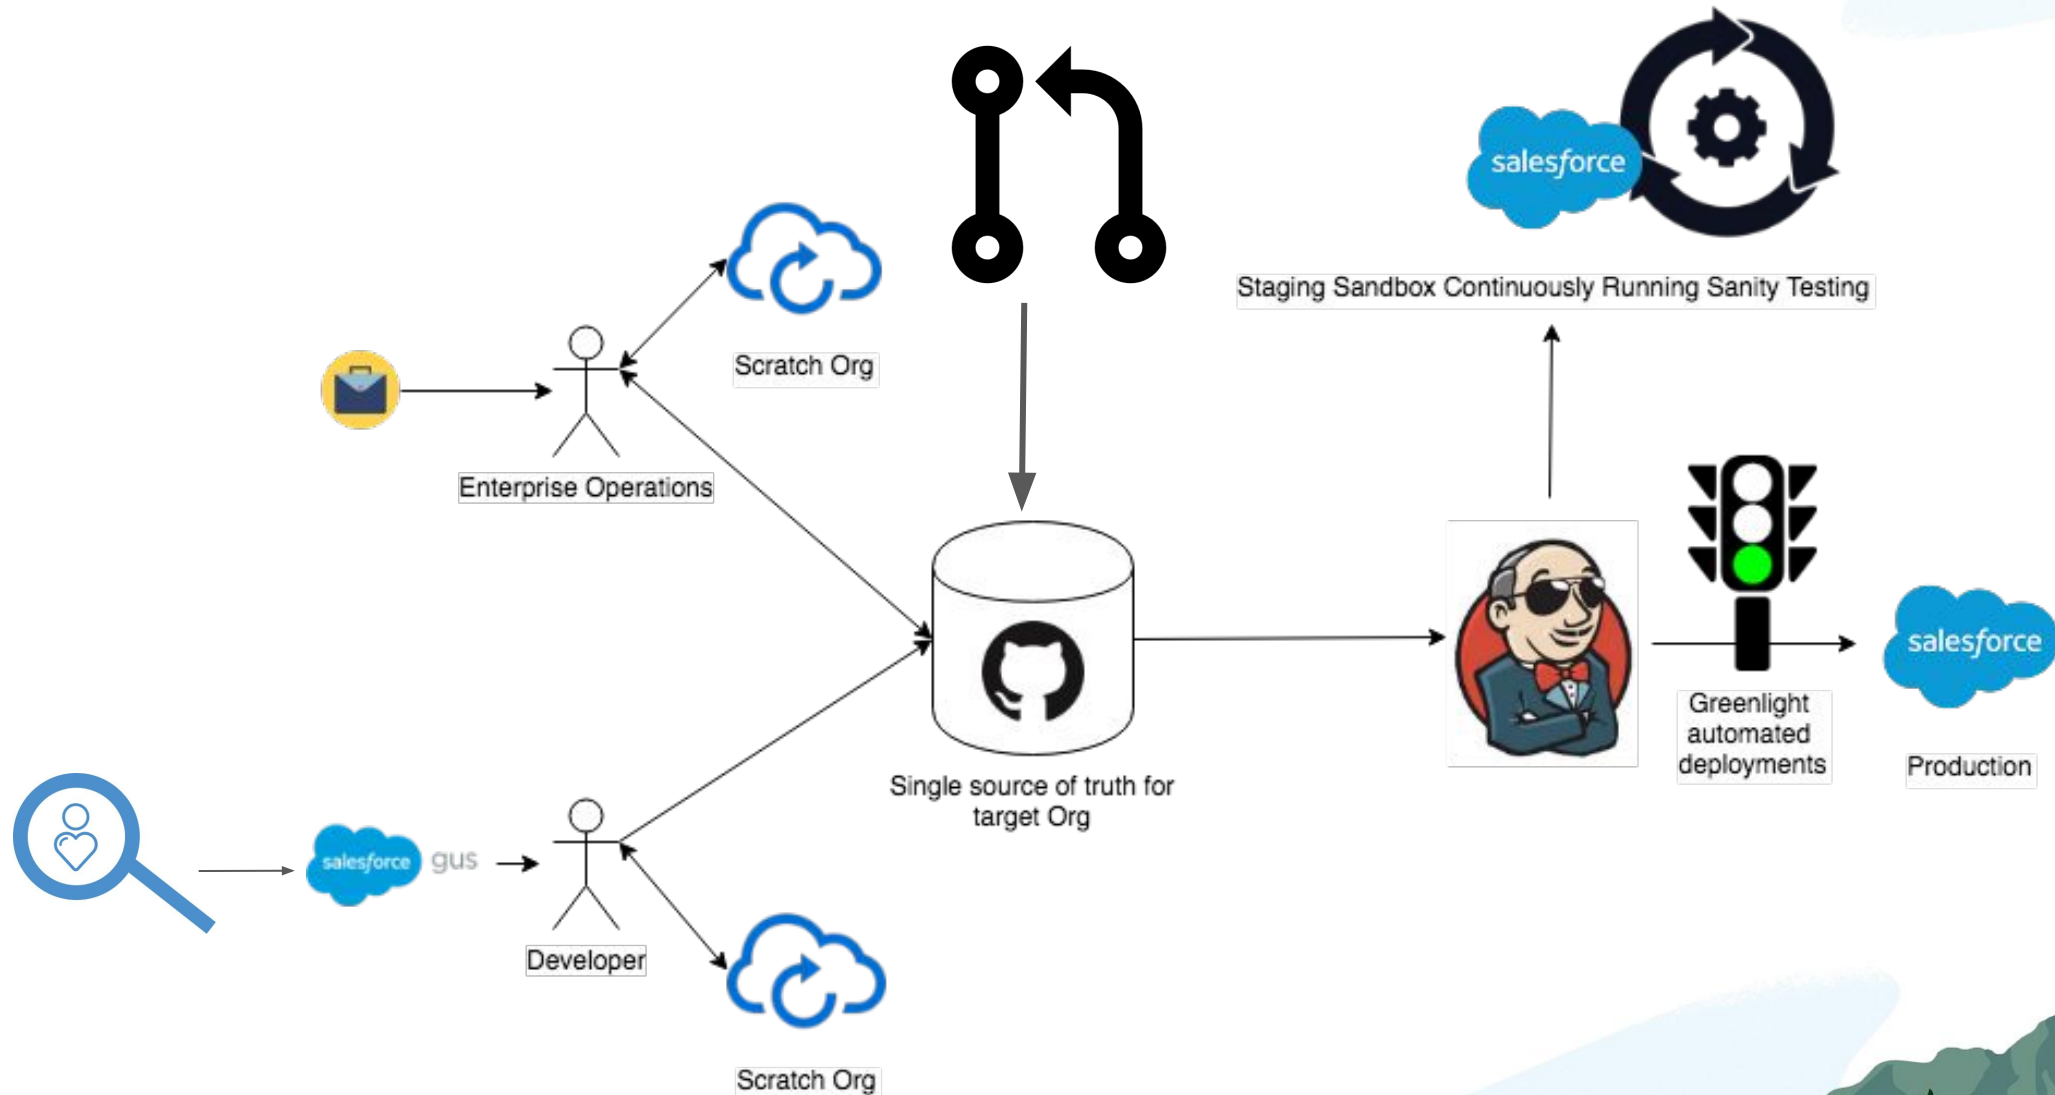 salesforce
Staging Sandbox Continuously Running Sanity Testing
Scratch Org
Enterprise Operations
salesforce
Greenlight
automated
deployments
Production
Single source of truth for
target Org
salesforce gus
Developer
Scratch Org